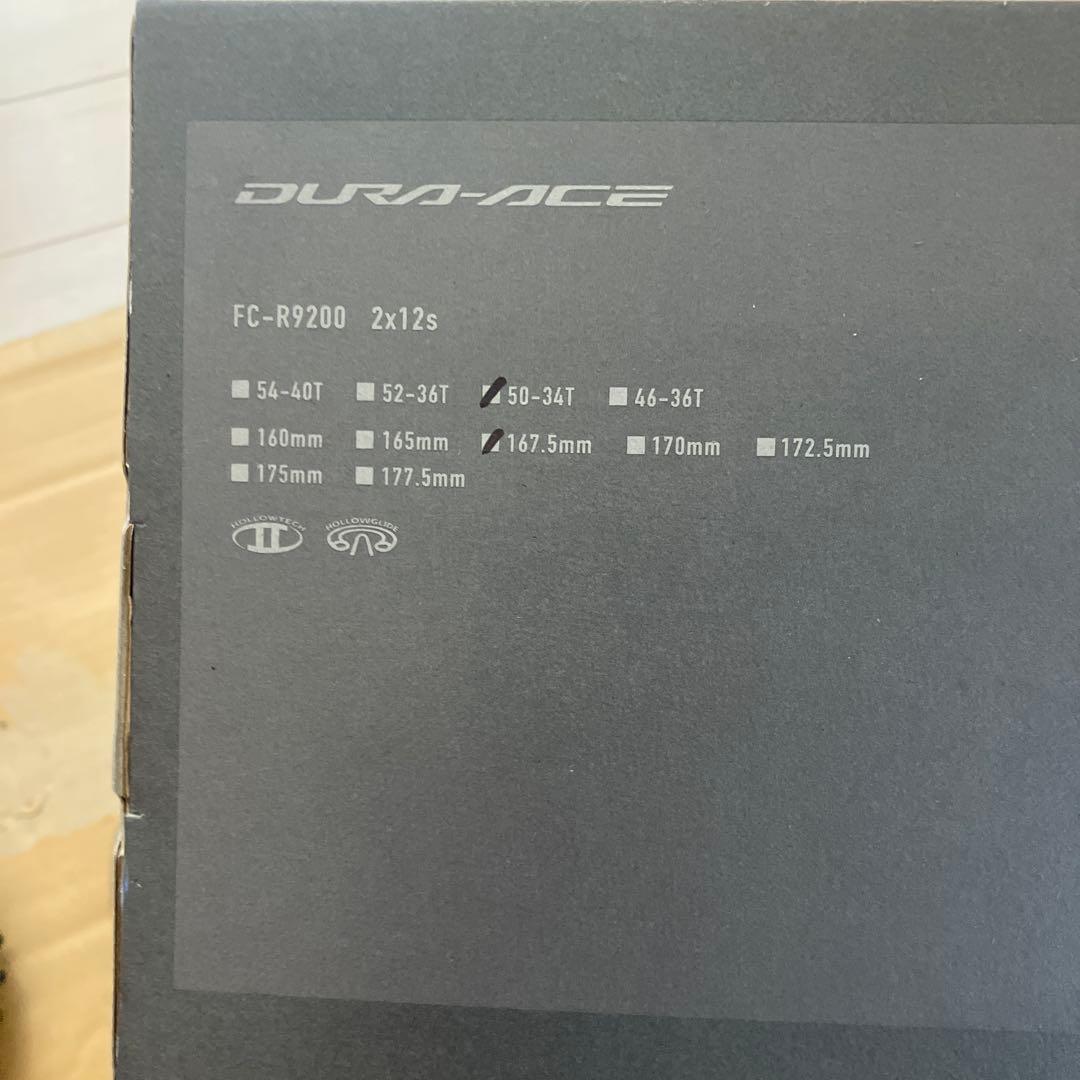 DURA-ACE
FC-R9200 2x12s
54-40T 52-36T 50-34T 46-36T
160mm 165mm 167.5mm 170mm 172.5mm
175mm 177.5mm
HOLLOWTECH II HOLLOWGLIDE